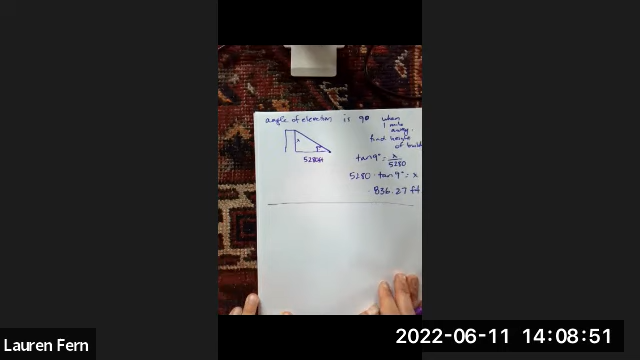 angle of elevation is 9° when
1 mile
away.
find height
of build
x
9°
5280ft
tan 9° = x/5280
5280 · tan 9° = x
836.27 ft
Lauren Fern
2022-06-11 14:08:51